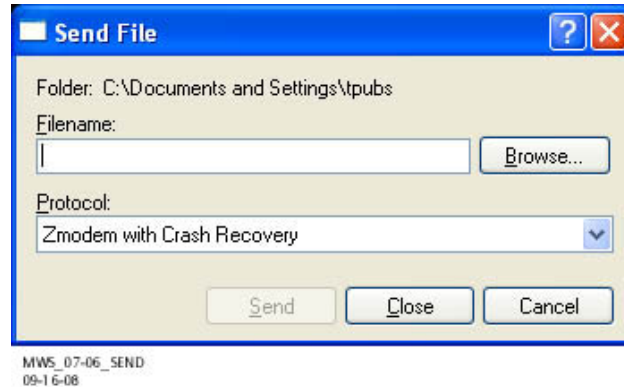 Send File
Folder: C:\Documents and Settings\tpubs
Filename:
Browse...
Protocol:
Zmodem with Crash Recovery
Send Close Cancel
MWS_07-06_SEND
09-16-08